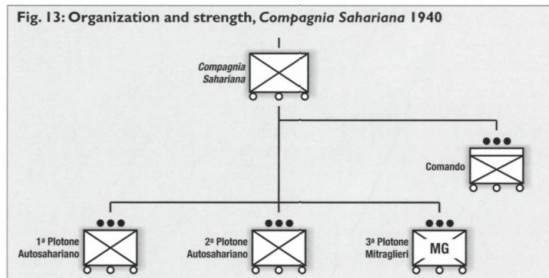 Fig. 13: Organization and strength, Compagnia Sahariana 1940
Compagnia
Sahariana
Comando
1ª Plotone
Autosahariano
2ª Plotone
Autosahariano
3ª Plotone
Mitraglieri
MG